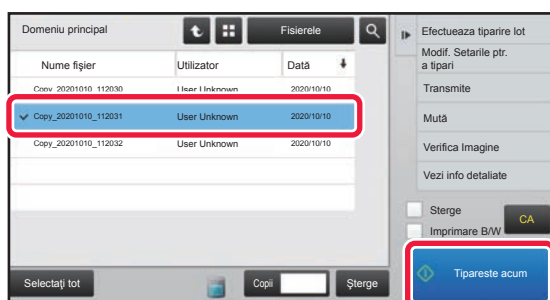 Domeniu principal
Fisierele
Nume fişier Utilizator Dată
Copy_20201010_112030 User Unknown 2020/10/10
Copy_20201010_112031 User Unknown 2020/10/10
Copy_20201010_112032 User Unknown 2020/10/10
Selectaţi tot
Copii
Şterge
Efectueaza tiparire lot
Modif. Setarile ptr.
a tipari
Transmite
Mută
Verifica Imagine
Vezi info detaliate
Sterge
Imprimare B/W
CA
Tipareste acum